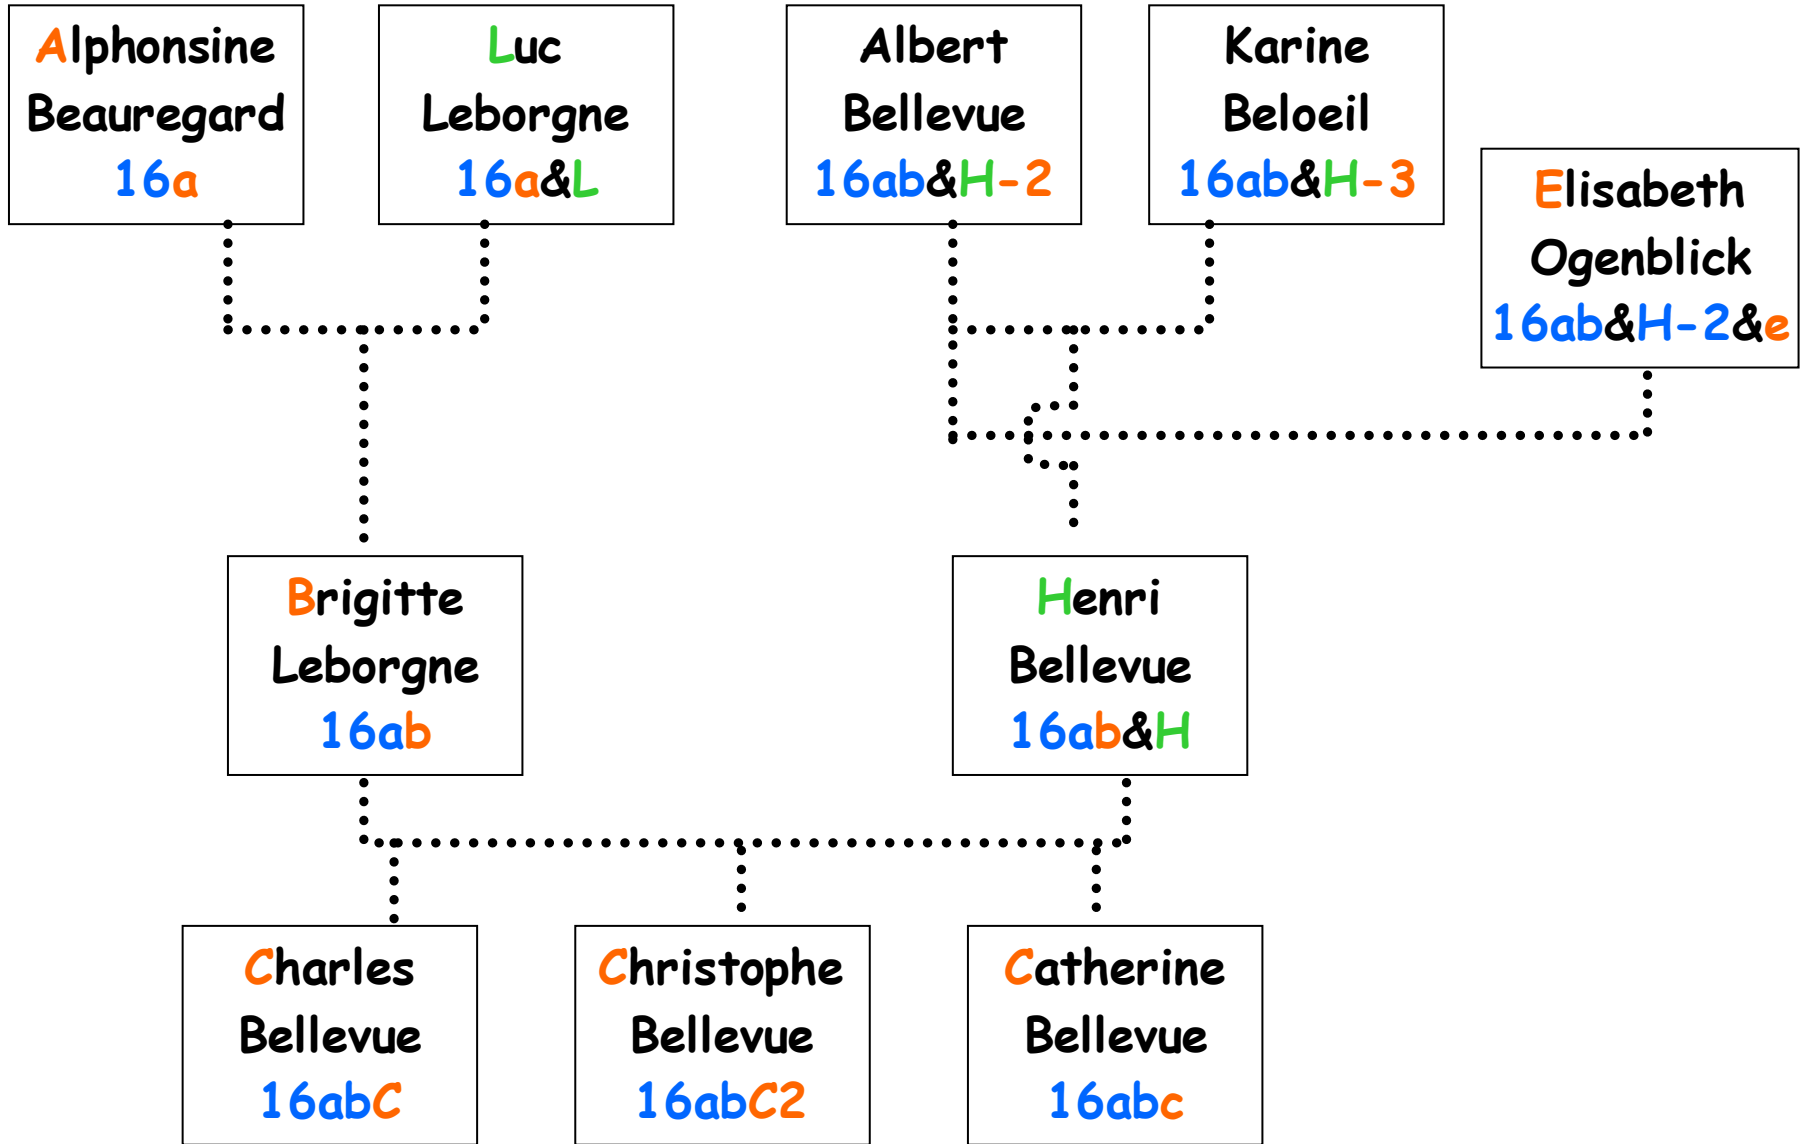 Alphonsine
Beauregard
16a
Luc
Leborgne
16a&L
Albert
Bellevue
16ab&H-2
Karine
Beloeil
16ab&H-3
Elisabeth
Ogenblick
16ab&H-2&e
Brigitte
Leborgne
16ab
Henri
Bellevue
16ab&H
Charles
Bellevue
16abC
Christophe
Bellevue
16abC2
Catherine
Bellevue
16abc